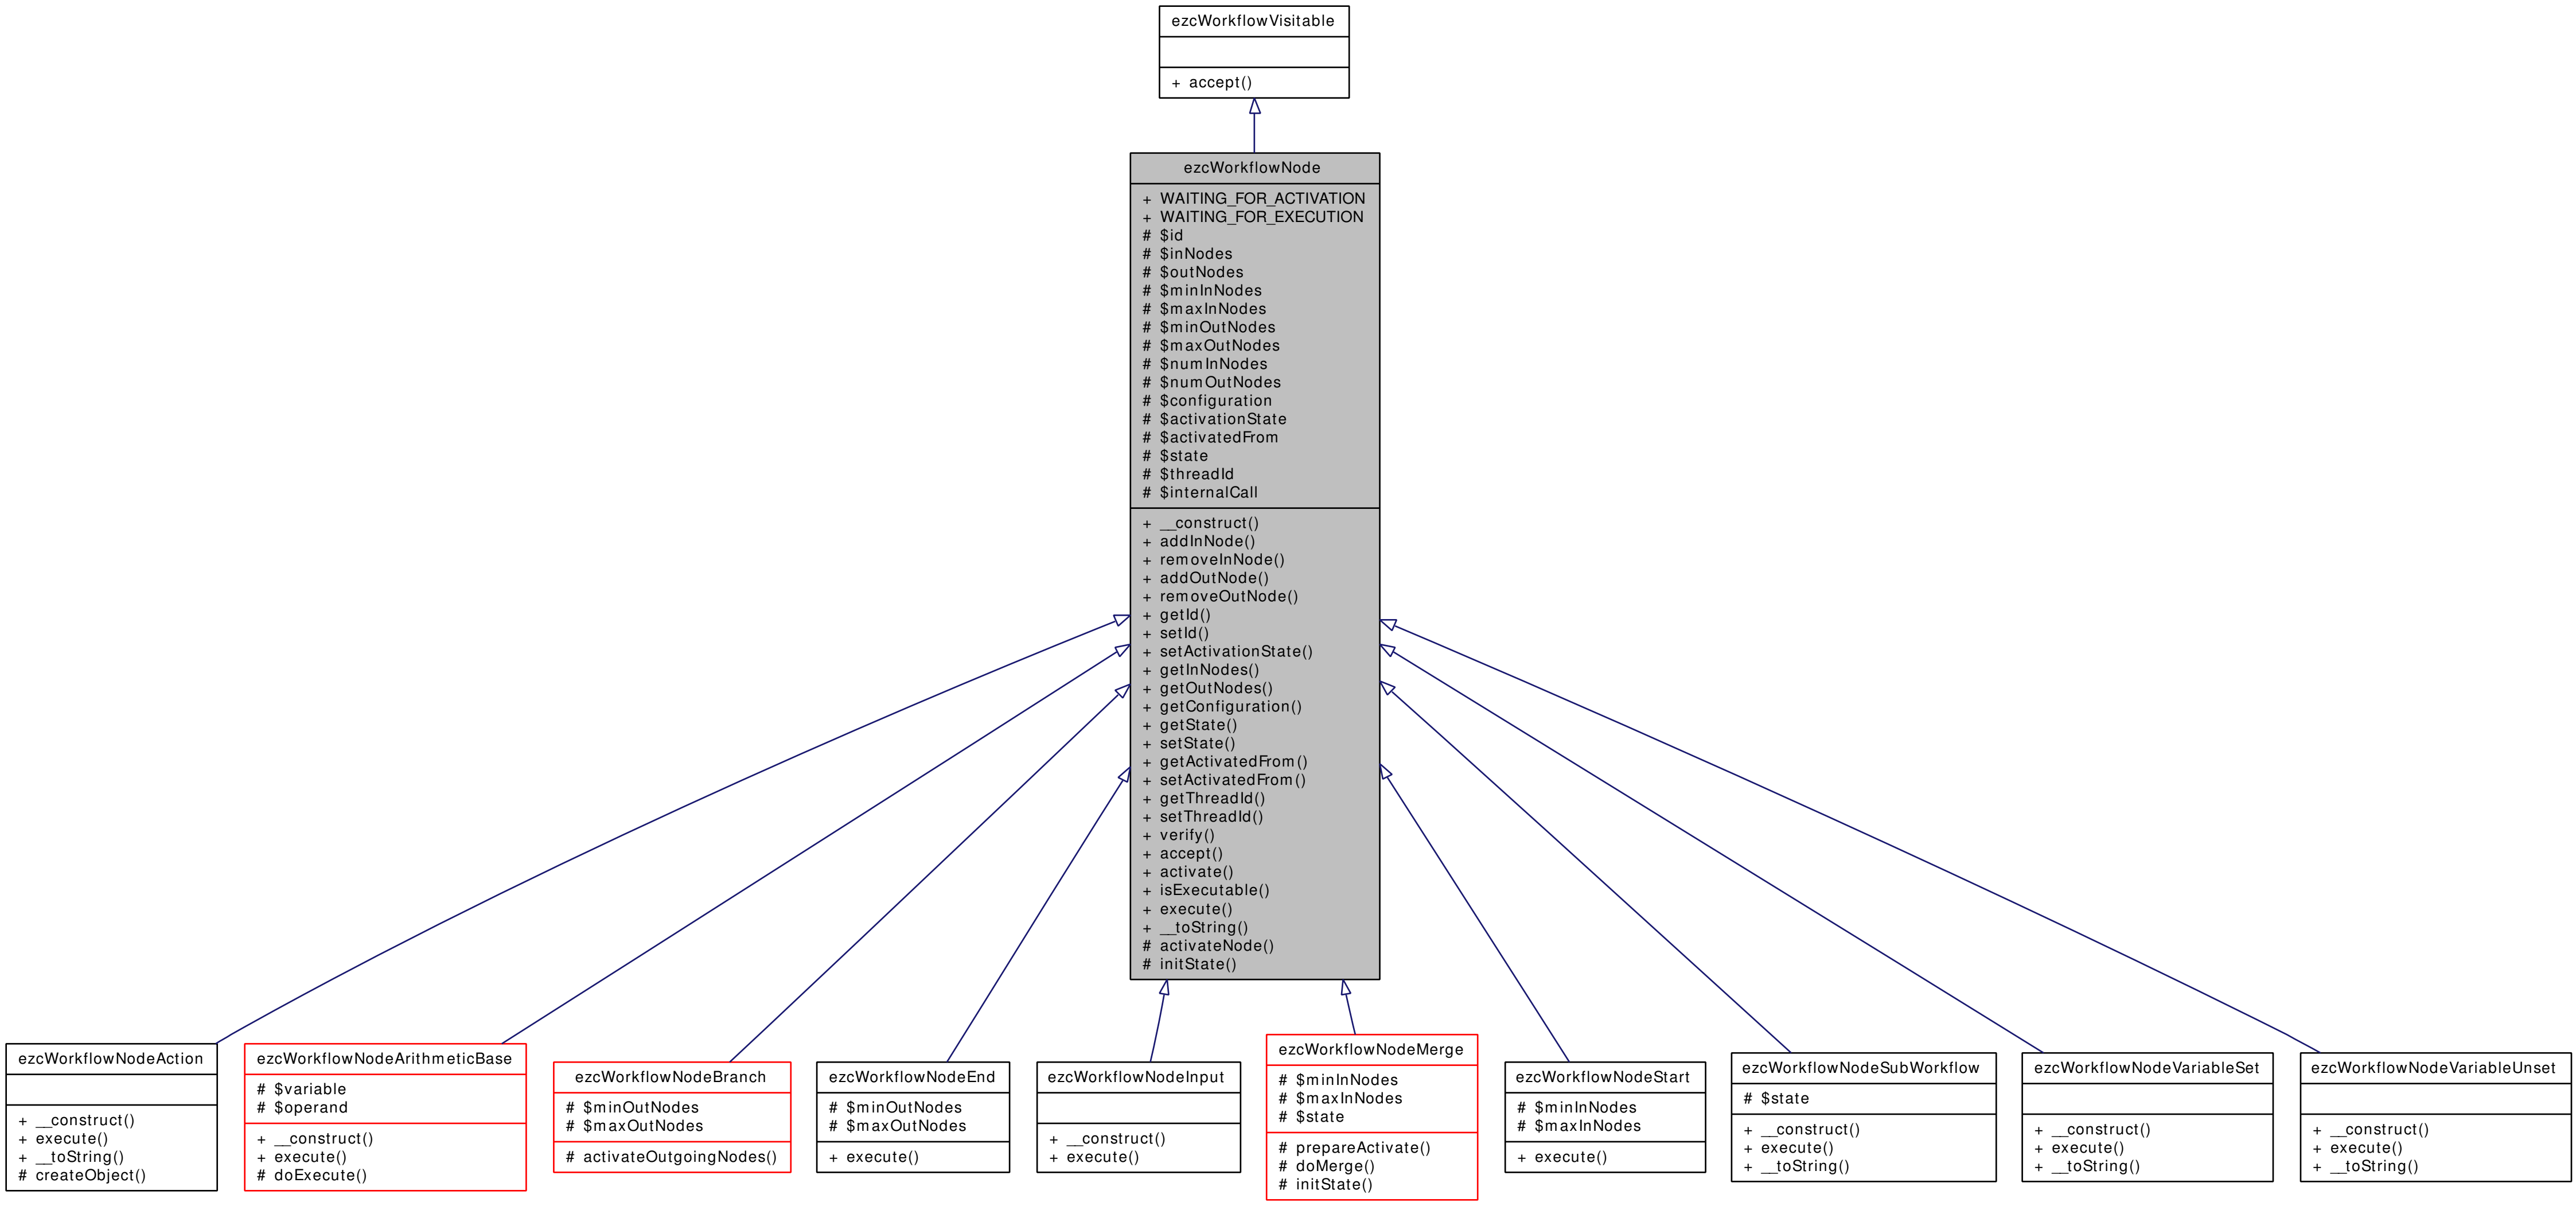 ezcWorkflowVisitable
+ accept()
ezcWorkflowNode
+ WAITING_FOR_ACTIVATION
+ WAITING_FOR_EXECUTION
# $id
# $inNodes
# $outNodes
# $minInNodes
# $maxInNodes
# $minOutNodes
# $maxOutNodes
# $numInNodes
# $numOutNodes
# $configuration
# $activationState
# $activatedFrom
# $state
# $threadId
# $internalCall
+ __construct()
+ addInNode()
+ removeInNode()
+ addOutNode()
+ removeOutNode()
+ getId()
+ setId()
+ setActivationState()
+ getInNodes()
+ getOutNodes()
+ getConfiguration()
+ getState()
+ setState()
+ getActivatedFrom()
+ setActivatedFrom()
+ getThreadId()
+ setThreadId()
+ verify()
+ accept()
+ activate()
+ isExecutable()
+ execute()
+ __toString()
# activateNode()
# initState()
ezcWorkflowNodeAction
+ __construct()
+ execute()
+ __toString()
# createObject()
ezcWorkflowNodeArithmeticBase
# $variable
# $operand
+ __construct()
+ execute()
# doExecute()
ezcWorkflowNodeBranch
# $minOutNodes
# $maxOutNodes
# activateOutgoingNodes()
ezcWorkflowNodeEnd
# $minOutNodes
# $maxOutNodes
+ execute()
ezcWorkflowNodeInput
+ __construct()
+ execute()
ezcWorkflowNodeMerge
# $minInNodes
# $maxInNodes
# $state
# prepareActivate()
# doMerge()
# initState()
ezcWorkflowNodeStart
# $minInNodes
# $maxInNodes
+ execute()
ezcWorkflowNodeSubWorkflow
# $state
+ __construct()
+ execute()
+ __toString()
ezcWorkflowNodeVariableSet
+ __construct()
+ execute()
+ __toString()
ezcWorkflowNodeVariableUnset
+ __construct()
+ execute()
+ __toString()